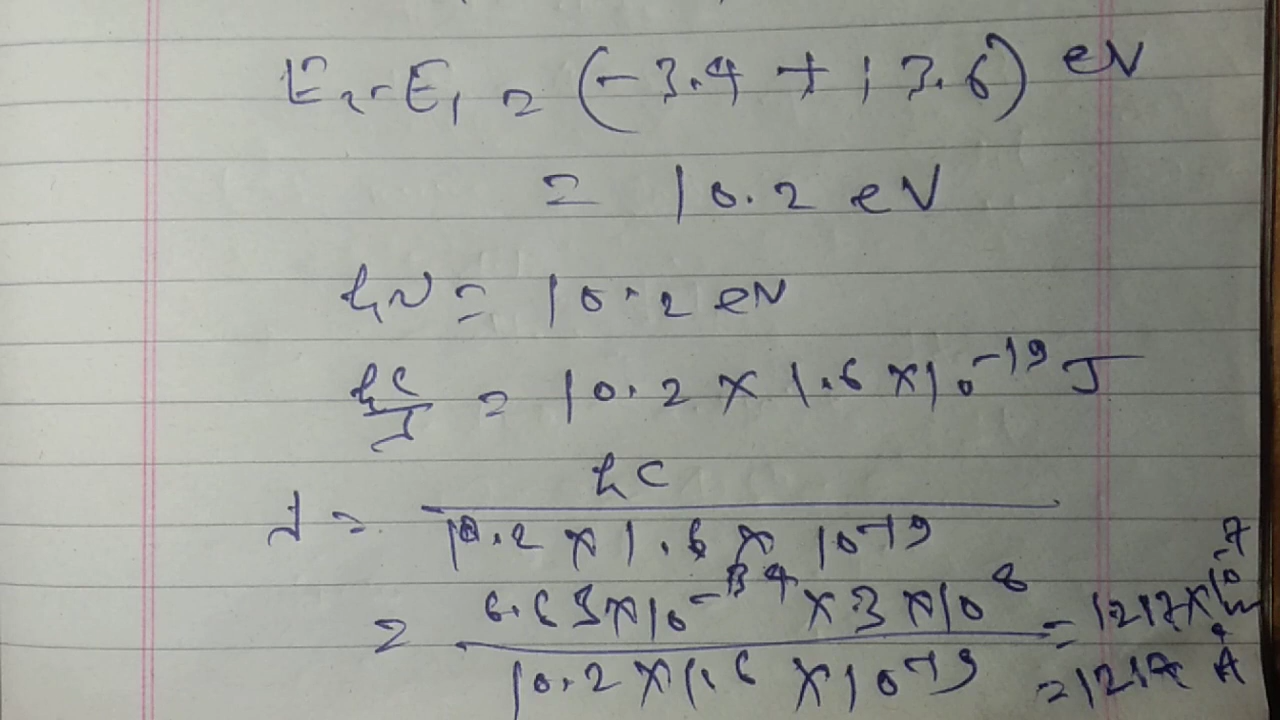 E₂-E₁ = (-3.4 + 13.6) eV
= 10.2 eV
hν = 10.2 eV
hc/λ = 10.2 × 1.6 × 10⁻¹⁹ J
λ = hc / 10.2 × 1.6 × 10⁻¹⁹
= 6.63 × 10⁻³⁴ × 3 × 10⁸ / 10.2 × 1.6 × 10⁻¹⁹ = 1217 × 10⁻⁷ m
= 1217 Å